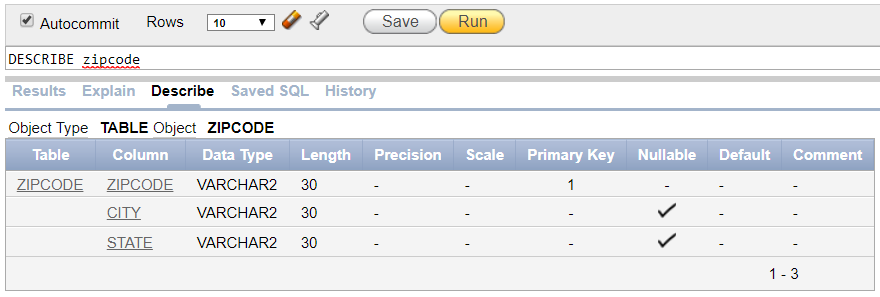 Autocommit Rows 10 Save Run
DESCRIBE zipcode
Results Explain Describe Saved SQL History
Object Type TABLE Object ZIPCODE
Table Column Data Type Length Precision Scale Primary Key Nullable Default Comment
ZIPCODE ZIPCODE VARCHAR2 30 - - 1 - - -
CITY VARCHAR2 30 - - - - -
STATE VARCHAR2 30 - - - - -
1 - 3